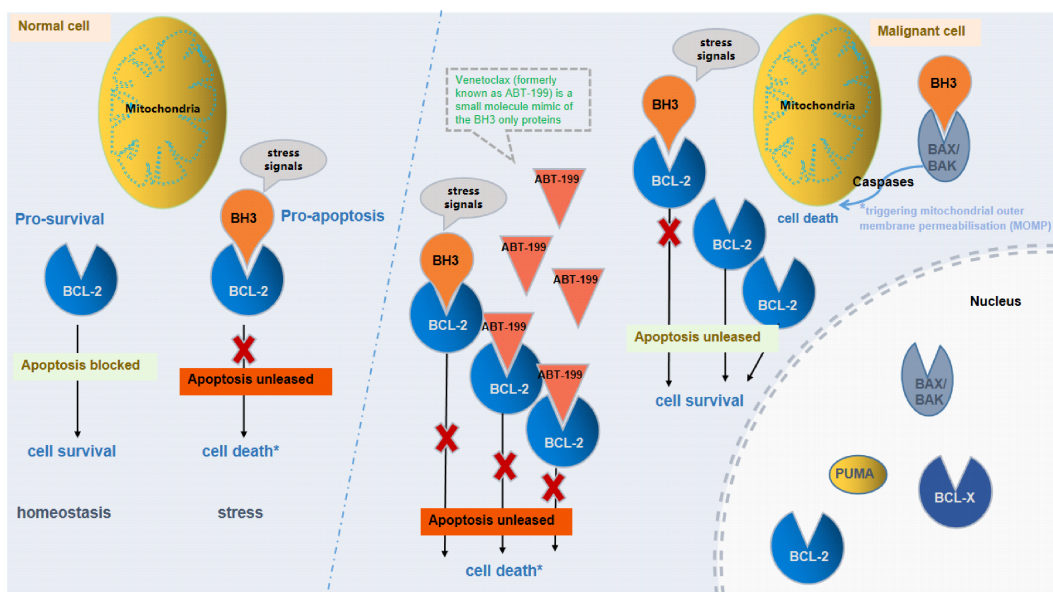 Normal cell
Mitochondria
stress
signals
Pro-survival
BH3
Pro-apoptosis
BCL-2
BCL-2
Apoptosis blocked
Apoptosis unleased
cell survival
cell death*
homeostasis
stress
Venetoclax (formerly
known as ABT-199) is a
small molecule mimic of
the BH3 only proteins
stress
signals
ABT-199
ABT-199
BH3
ABT-199
BCL-2
ABT-199
BCL-2
ABT-199
BCL-2
Apoptosis unleased
cell death*
stress
signals
Malignant cell
BH3
Mitochondria
BH3
BAX/
BAK
BCL-2
Caspases
cell death
*triggering mitochondrial outer
membrane permeabilisation (MOMP)
BCL-2
BCL-2
Apoptosis unleased
cell survival
Nucleus
BAX/
BAK
PUMA
BCL-X
BCL-2